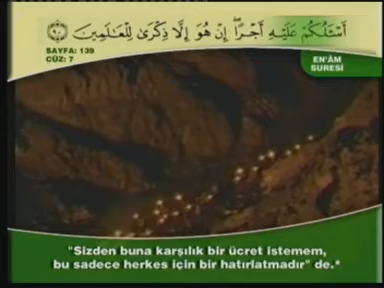 أَسْـَٔلُكُمْ عَلَيْهِ أَجْرًاۖ إِنْ هُوَ إِلَّا ذِكْرَىٰ لِلْعَٰلَمِينَ ٩٠
SAYFA: 139
CÜZ: 7
EN'ÂM
SURESİ
"Sizden buna karşılık bir ücret istemem,
bu sadece herkes için bir hatırlatmadır" de.*